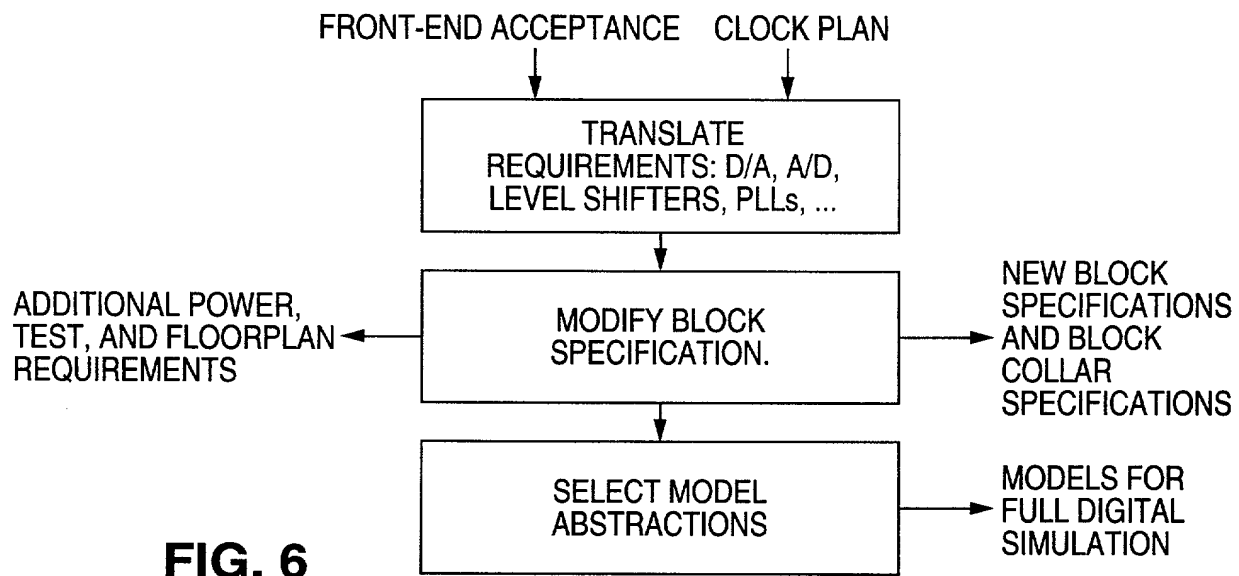 FRONT-END ACCEPTANCE CLOCK PLAN
TRANSLATE
REQUIREMENTS: D/A, A/D,
LEVEL SHIFTERS, PLLs, ...
ADDITIONAL POWER,
TEST, AND FLOORPLAN
REQUIREMENTS
MODIFY BLOCK
SPECIFICATION.
NEW BLOCK
SPECIFICATIONS
AND BLOCK
COLLAR
SPECIFICATIONS
SELECT MODEL
ABSTRACTIONS
MODELS FOR
FULL DIGITAL
SIMULATION
FIG. 6